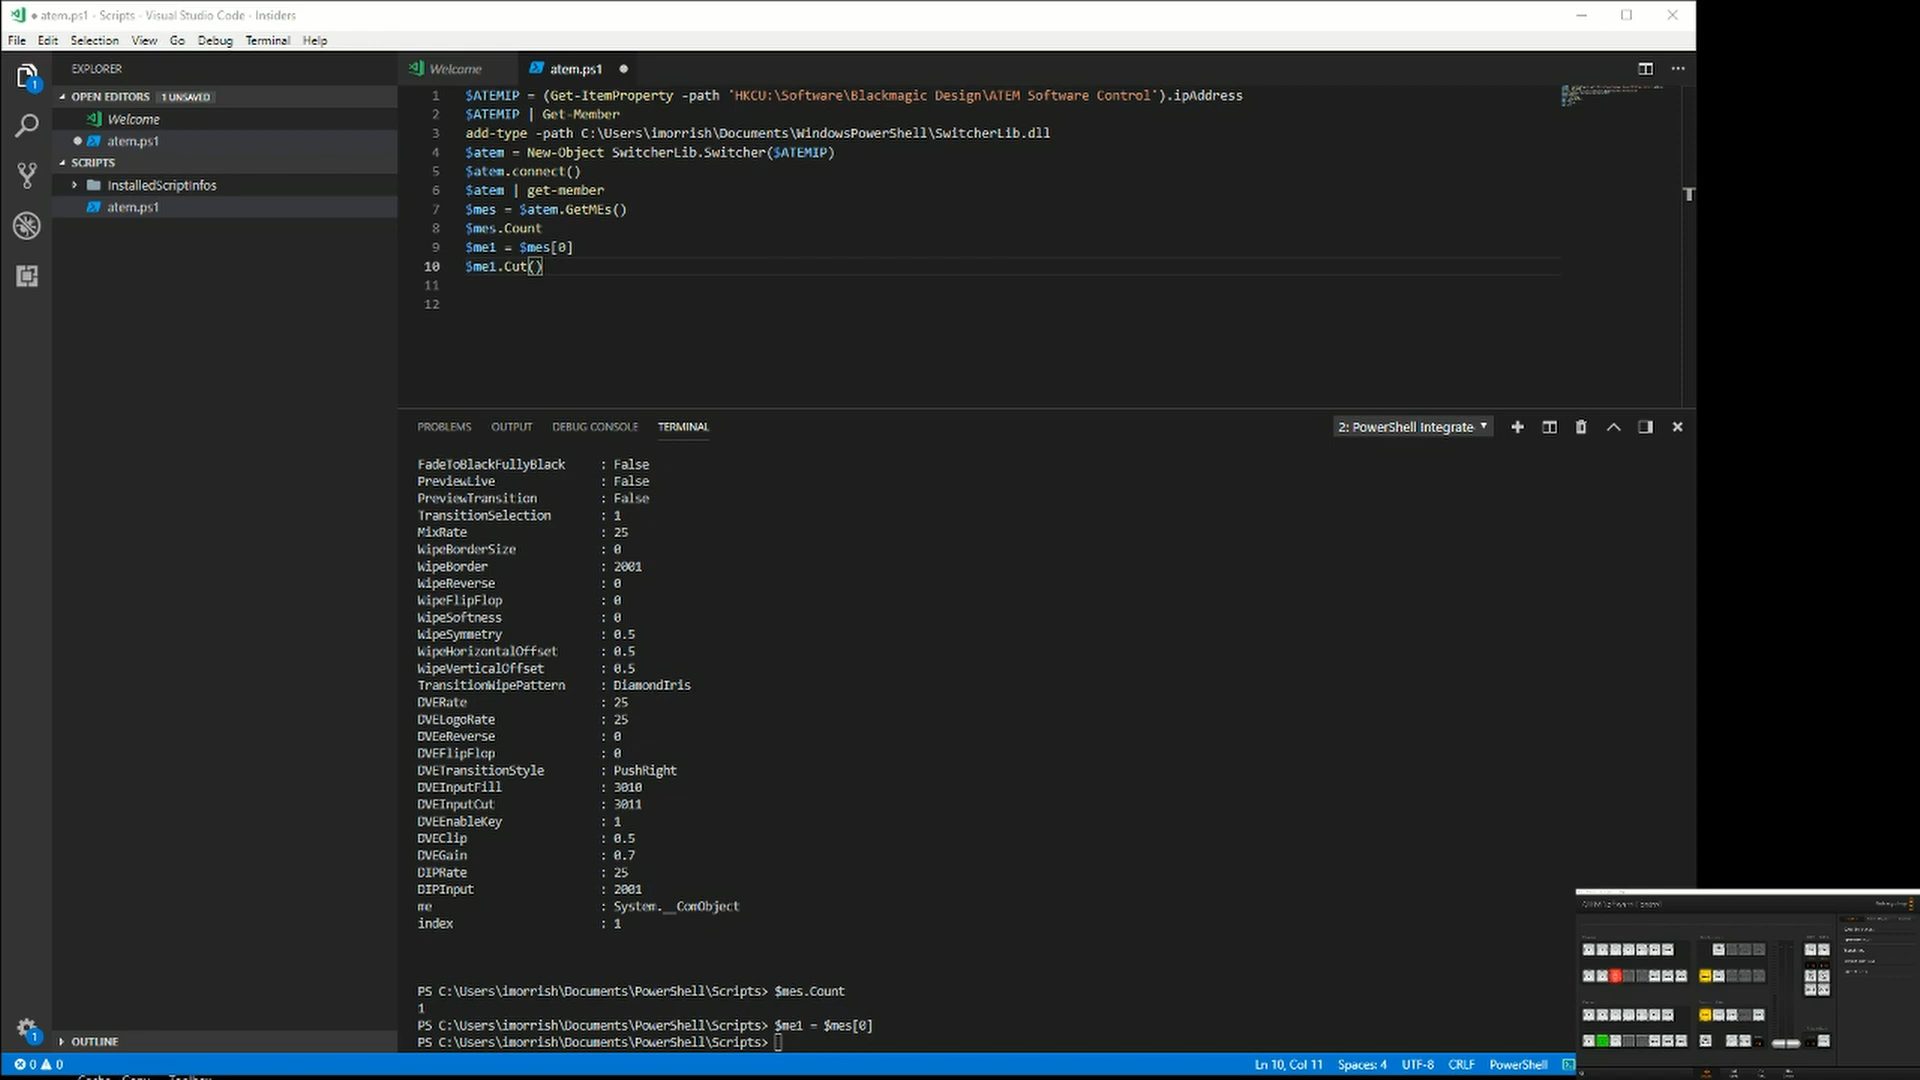 ● atem.ps1 - Scripts - Visual Studio Code - Insiders
File Edit Selection View Go Debug Terminal Help
EXPLORER
OPEN EDITORS 1 UNSAVED
Welcome
● atem.ps1
SCRIPTS
InstalledScriptInfos
atem.ps1
OUTLINE
Welcome atem.ps1 ●
1 $ATEMIP = (Get-ItemProperty -path 'HKCU:\Software\Blackmagic Design\ATEM Software Control').ipAddress
2 $ATEMIP | Get-Member
3 add-type -path C:\Users\imorrish\Documents\WindowsPowerShell\SwitcherLib.dll
4 $atem = New-Object SwitcherLib.Switcher($ATEMIP)
5 $atem.connect()
6 $atem | get-member
7 $mes = $atem.GetMEs()
8 $mes.Count
9 $me1 = $mes[0]
10 $me1.Cut()
11
12
PROBLEMS OUTPUT DEBUG CONSOLE TERMINAL
2: PowerShell Integrate
FadeToBlackFullyBlack : False
PreviewLive : False
PreviewTransition : False
TransitionSelection : 1
MixRate : 25
WipeBorderSize : 0
WipeBorder : 2001
WipeReverse : 0
WipeFlipFlop : 0
WipeSoftness : 0
WipeSymmetry : 0.5
WipeHorizontalOffset : 0.5
WipeVerticalOffset : 0.5
TransitionWipePattern : DiamondIris
DVERate : 25
DVELogoRate : 25
DVEeReverse : 0
DVEFlipFlop : 0
DVETransitionStyle : PushRight
DVEInputFill : 3010
DVEInputCut : 3011
DVEEnableKey : 1
DVEClip : 0.5
DVEGain : 0.7
DIPRate : 25
DIPInput : 2001
me : System.__ComObject
index : 1
PS C:\Users\imorrish\Documents\PowerShell\Scripts> $mes.Count
1
PS C:\Users\imorrish\Documents\PowerShell\Scripts> $me1 = $mes[0]
PS C:\Users\imorrish\Documents\PowerShell\Scripts>
0 0
Ln 10, Col 11 Spaces: 4 UTF-8 CRLF PowerShell
ATEM Software Control